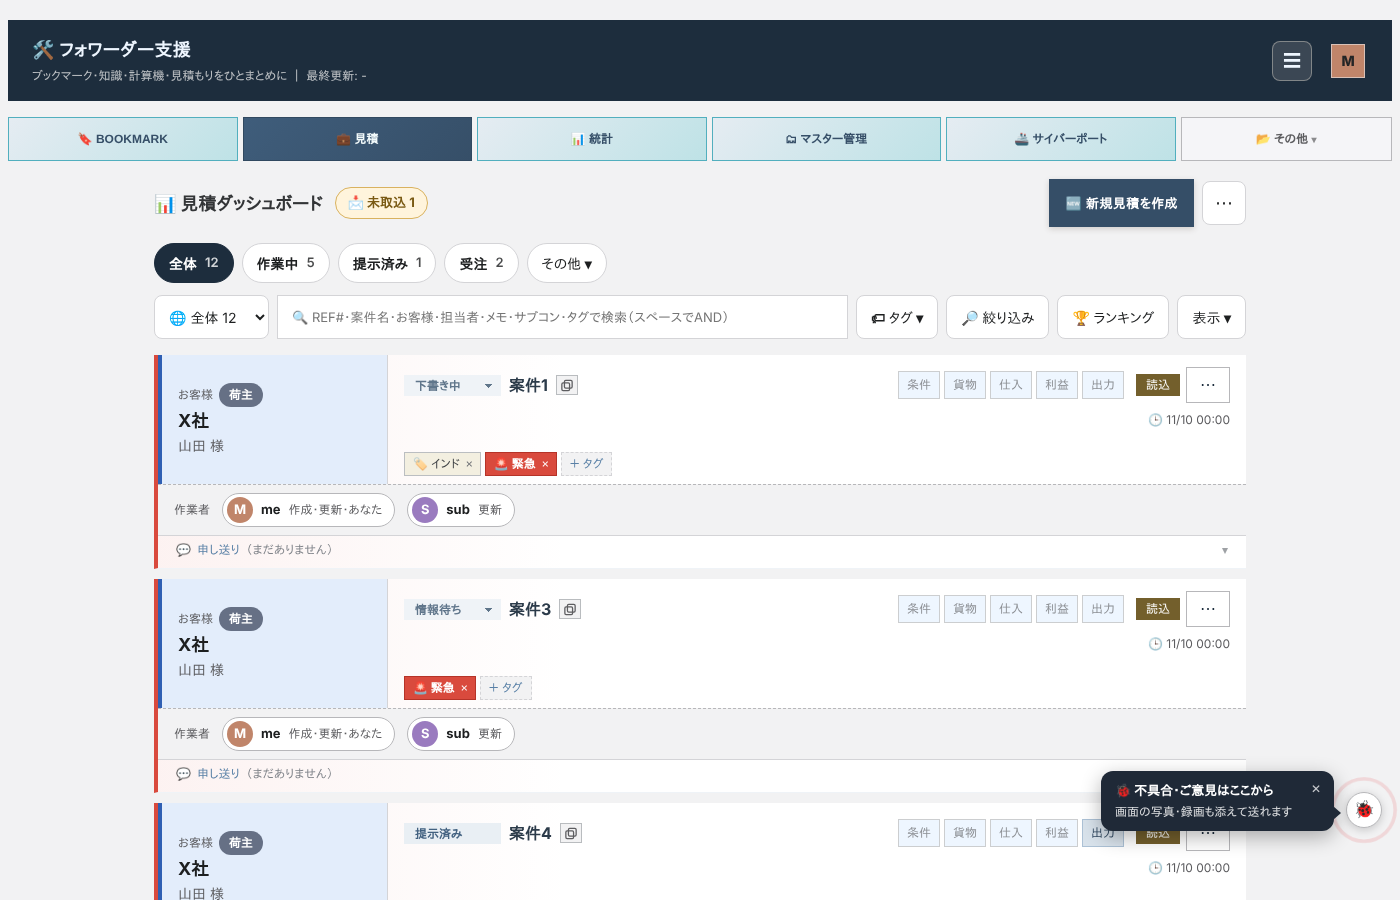 フォワーダー支援
ブックマーク・知識・計算機・見積もりをひとまとめに | 最終更新: -
M
BOOKMARK
見積
統計
マスター管理
サイバーポート
その他 ▾
見積ダッシュボード
未取込 1
新規見積を作成
⋯
全体 12
作業中 5
提示済み 1
受注 2
その他 ▾
全体 12
REF#・案件名・お客様・担当者・メモ・サブコン・タグで検索（スペースでAND）
タグ ▾
絞り込み
ランキング
表示 ▾
お客様 荷主
X社
山田 様
下書き中
案件1
条件
貨物
仕入
利益
出力
読込
⋯
11/10 00:00
インド ×
緊急 ×
＋ タグ
作業者
M me 作成・更新・あなた
S sub 更新
申し送り（まだありません）
▾
お客様 荷主
X社
山田 様
情報待ち
案件3
条件
貨物
仕入
利益
出力
読込
⋯
11/10 00:00
緊急 ×
＋ タグ
作業者
M me 作成・更新・あなた
S sub 更新
申し送り（まだありません）
お客様 荷主
X社
山田 様
提示済み
案件4
条件
貨物
仕入
利益
出力
読込
⋯
11/10 00:00
不具合・ご意見はここから ×
画面の写真・録画も添えて送れます